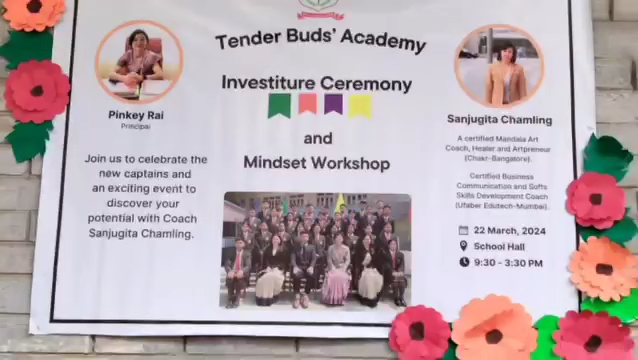 Tender Buds' Academy
Investiture Ceremony
and
Mindset Workshop
Pinkey Rai
Principal
Join us to celebrate the
new captains and
an exciting event to
discover your
potential with Coach
Sanjugita Chamling.
Sanjugita Chamling
A certified Mandala Art
Coach, Healer and Artpreneur
(Chakr-Bangalore).
Certified Business
Communication and Softs
Skills Development Coach
(Ufaber Edutech-Mumbai).
22 March, 2024
School Hall
9:30 - 3:30 PM